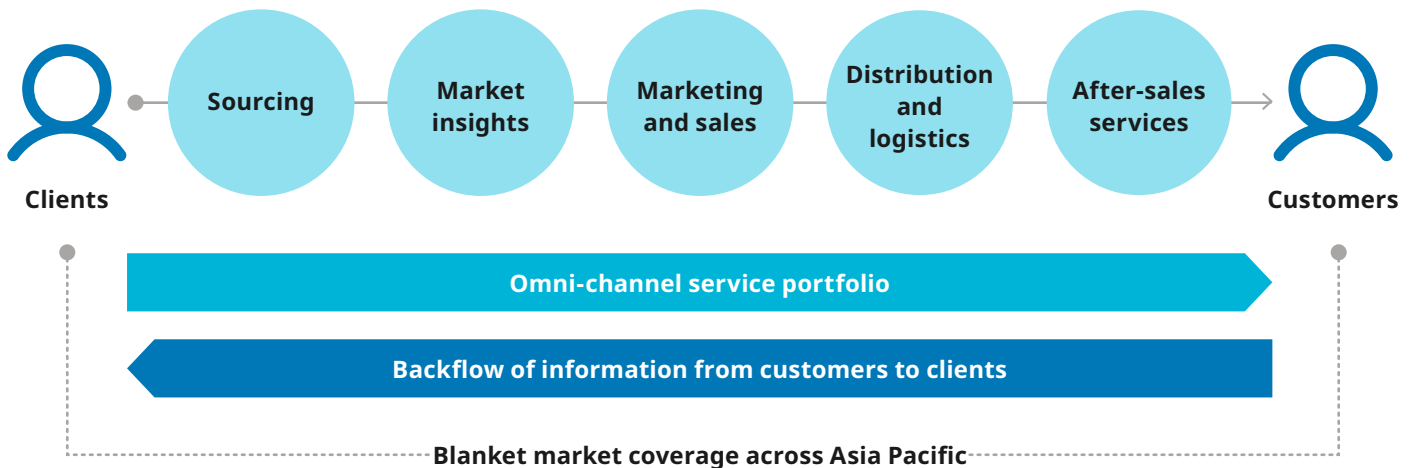 Sourcing
Market
insights
Marketing
and sales
Distribution
and
logistics
After-sales
services
Clients
Customers
Omni-channel service portfolio
Backflow of information from customers to clients
Blanket market coverage across Asia Pacific